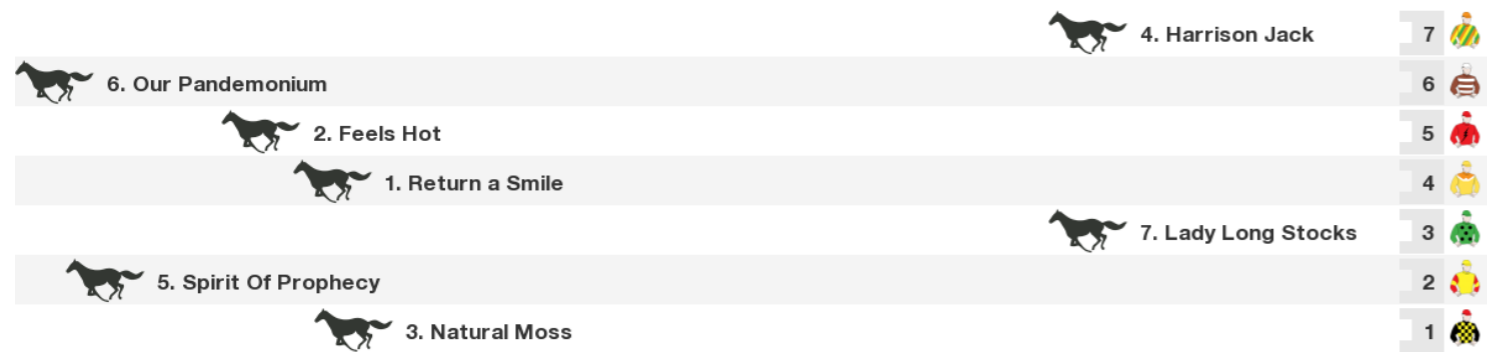 4. Harrison Jack 7
6. Our Pandemonium 6
2. Feels Hot 5
1. Return a Smile 4
7. Lady Long Stocks 3
5. Spirit Of Prophecy 2
3. Natural Moss 1